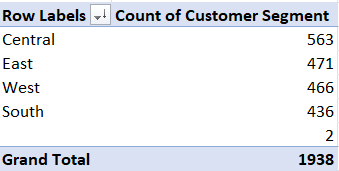 Row Labels Count of Customer Segment
Central 563
East 471
West 466
South 436
2
Grand Total 1938